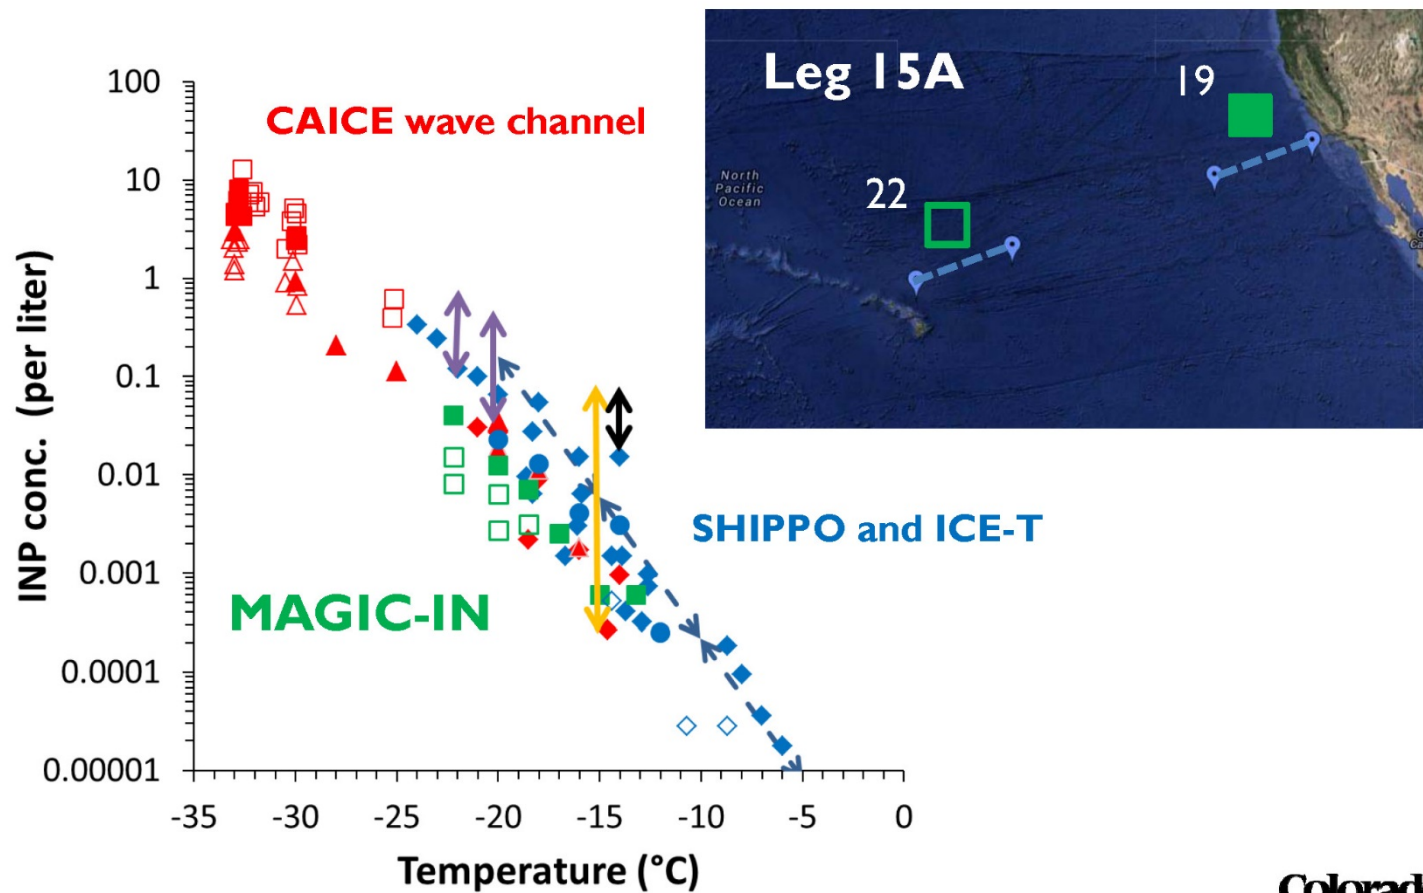 Leg 15A
19
22
North
Pacific
Ocean
CAICE wave channel
SHIPPO and ICE-T
MAGIC-IN
INP conc. (per liter)
100
10
1
0.1
0.01
0.001
0.0001
0.00001
-35
-30
-25
-20
-15
-10
-5
0
Temperature (°C)